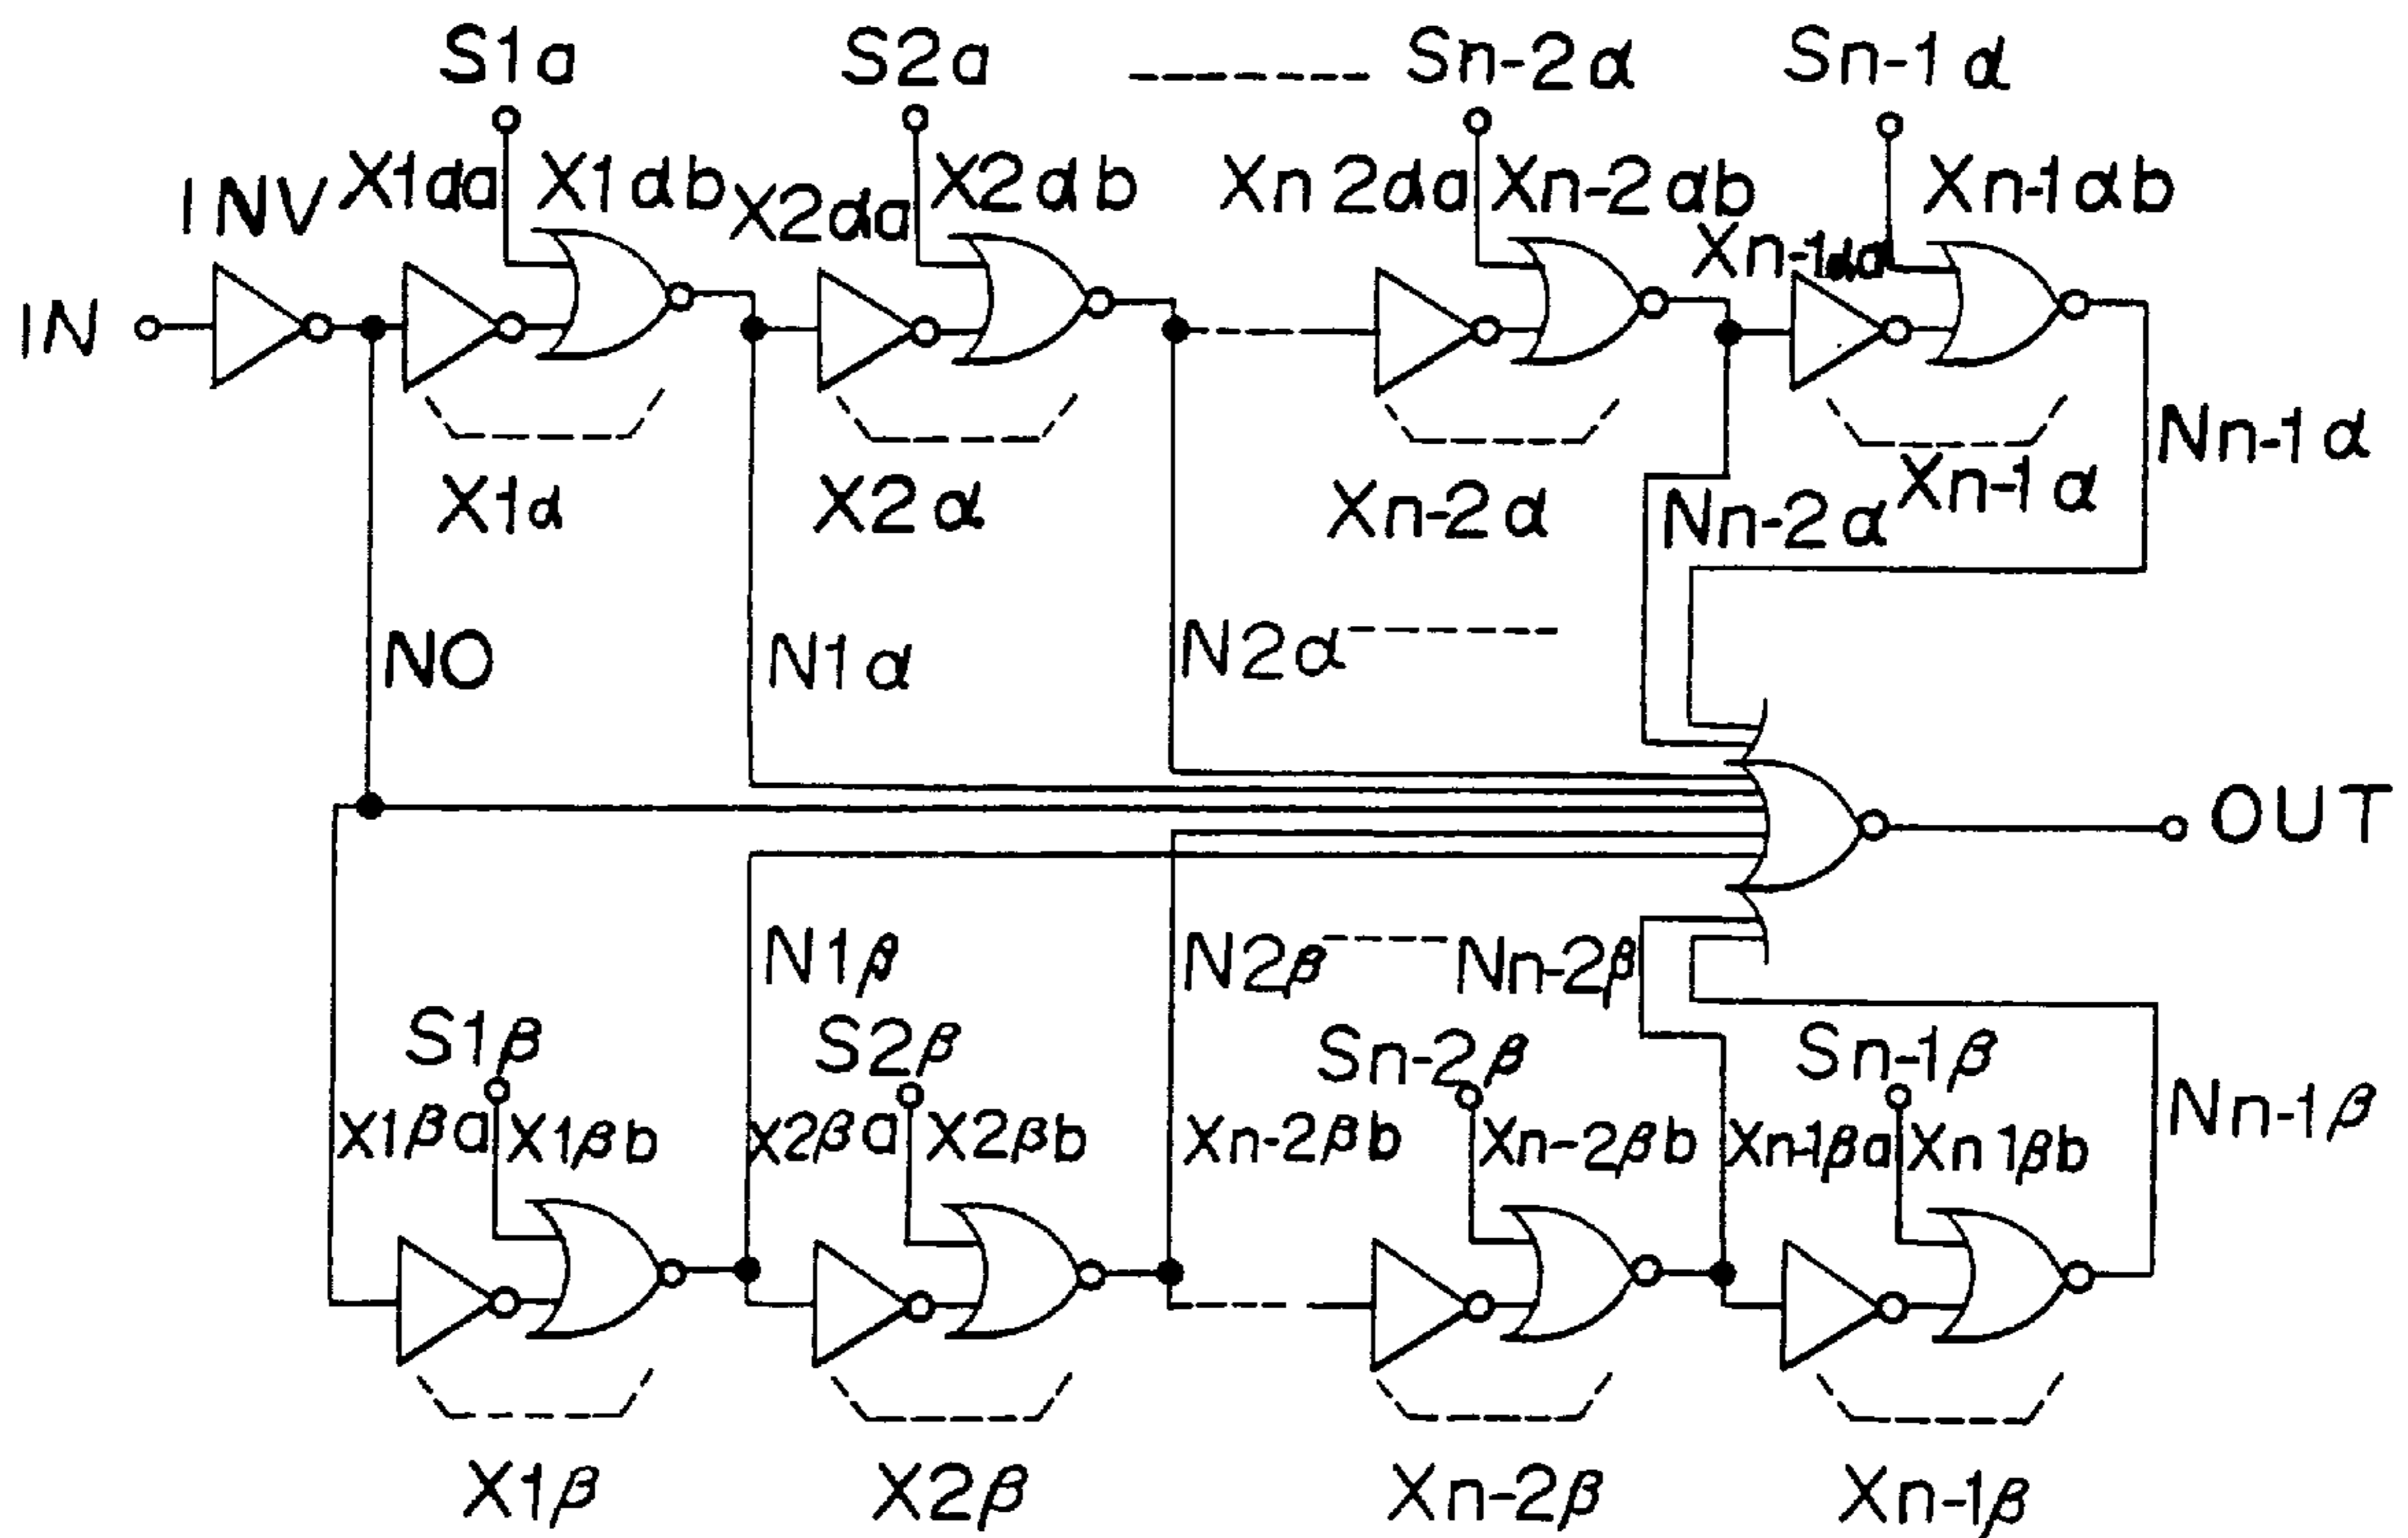 S1a S2a Sn-2α Sn-1α
INV X1αa X1αb X2αa X2αb Xn 2αa Xn-2αb Xn-1αa Xn-1αb
IN
X1α X2α Xn-2α Nn-2α Xn-1α Nn-1α
N0 N1α N2α
OUT
N1β N2β Nn-2β
S1β S2β Sn-2β Sn-1β
X1βa X1βb X2βa X2βb Xn-2βb Xn-2βb Xn-1βa Xn 1βb Nn-1β
X1β X2β Xn-2β Xn-1β